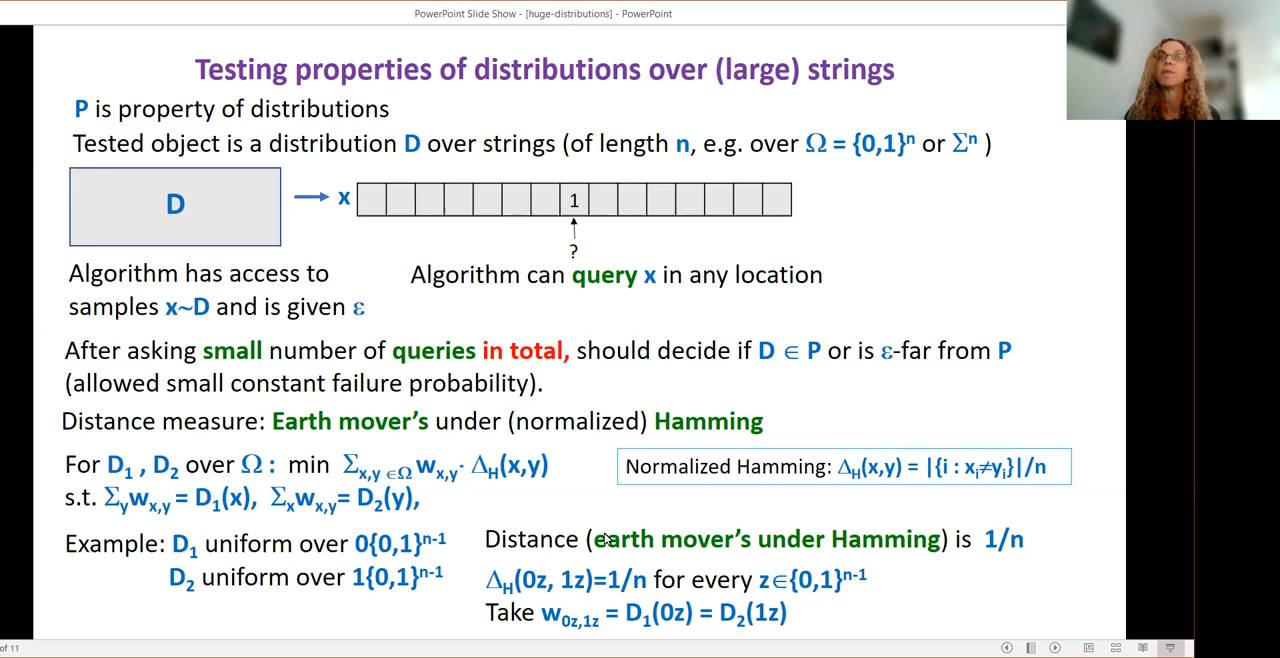 PowerPoint Slide Show - [huge-distributions] - PowerPoint
Testing properties of distributions over (large) strings
P is property of distributions
Tested object is a distribution D over strings (of length n, e.g. over Ω = {0,1}ⁿ or Σⁿ )
D
x
1
?
Algorithm has access to
samples x~D and is given ε
Algorithm can query x in any location
After asking small number of queries in total, should decide if D ∈ P or is ε-far from P
(allowed small constant failure probability).
Distance measure: Earth mover’s under (normalized) Hamming
For D₁ , D₂ over Ω : min Σx,y ∈Ω wx,y· ΔH(x,y)
s.t. Σywx,y = D₁(x), Σxwx,y= D₂(y),
Normalized Hamming: ΔH(x,y) = |{i : xᵢ≠yᵢ}|/n
Example: D₁ uniform over 0{0,1}ⁿ⁻¹
D₂ uniform over 1{0,1}ⁿ⁻¹
Distance (earth mover’s under Hamming) is 1/n
ΔH(0z, 1z)=1/n for every z∈{0,1}ⁿ⁻¹
Take w0z,1z = D₁(0z) = D₂(1z)
of 11